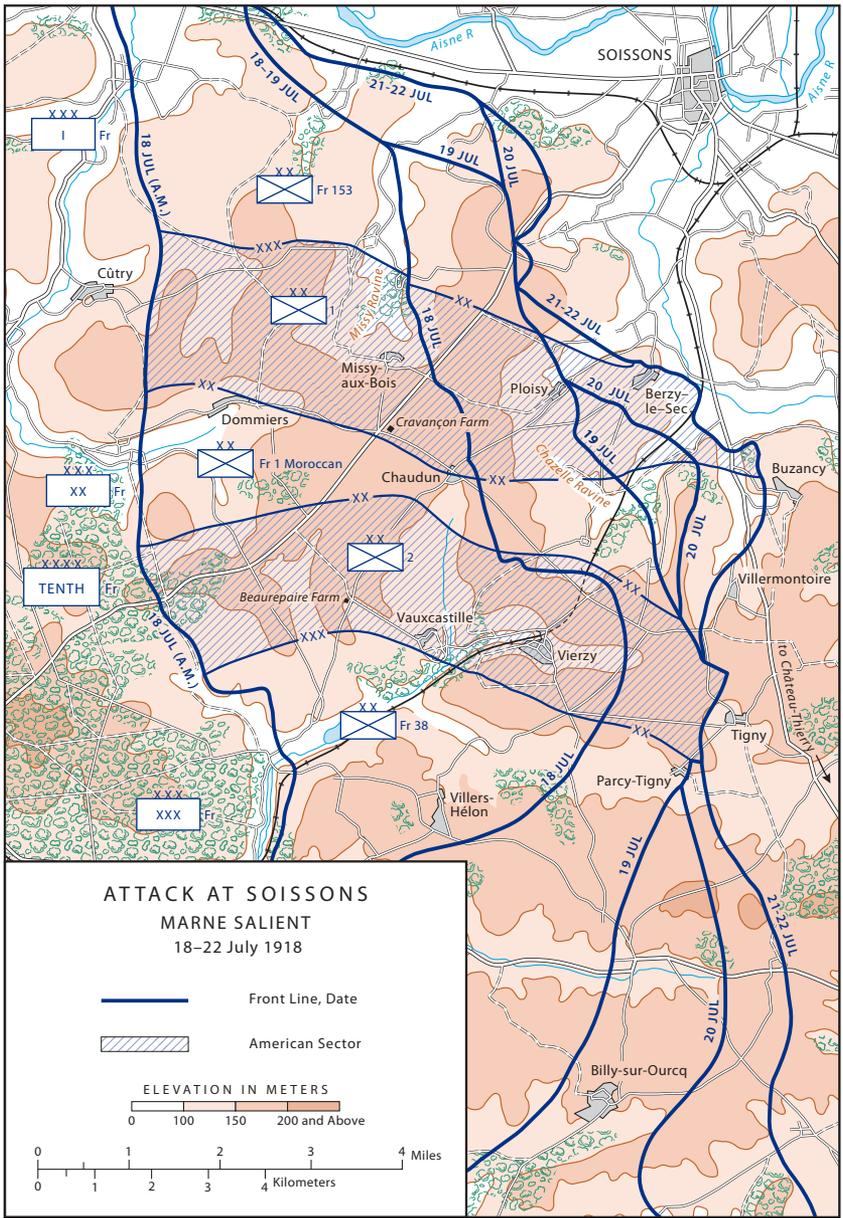 Aisne R
SOISSONS
Aisne R
XXX
I
Fr
18–19 JUL
21-22 JUL
18 JUL (A.M.)
19 JUL
20 JUL
XX
Fr 153
XXX
Cûtry
XX
1
Missy Ravine
XX
18 JUL
21-22 JUL
Missy-
aux-Bois
Ploisy
20 JUL
Berzy-
le-Sec
XX
Dommiers
Cravançon Farm
19 JUL
XX
Fr 1 Moroccan
Chaudun
XX
Chazelle Ravine
Buzancy
XXX
XX
Fr
XX
20 JUL
XX
2
XXXX
TENTH
Fr
XX
Villermontoire
Beaurepaire Farm
Vauxcastille
18 JUL (A.M.)
XXX
Vierzy
to Château-Thierry
XX
Fr 38
XX
Tigny
18 JUL
Parcy-Tigny
XXX
XXX
Fr
Villers-
Hélon
19 JUL
21-22 JUL
20 JUL
Billy-sur-Ourcq
ATTACK AT SOISSONS
MARNE SALIENT
18–22 July 1918
Front Line, Date
American Sector
ELEVATION IN METERS
0 100 150 200 and Above
0 1 2 3 4 Miles
0 1 2 3 4 Kilometers